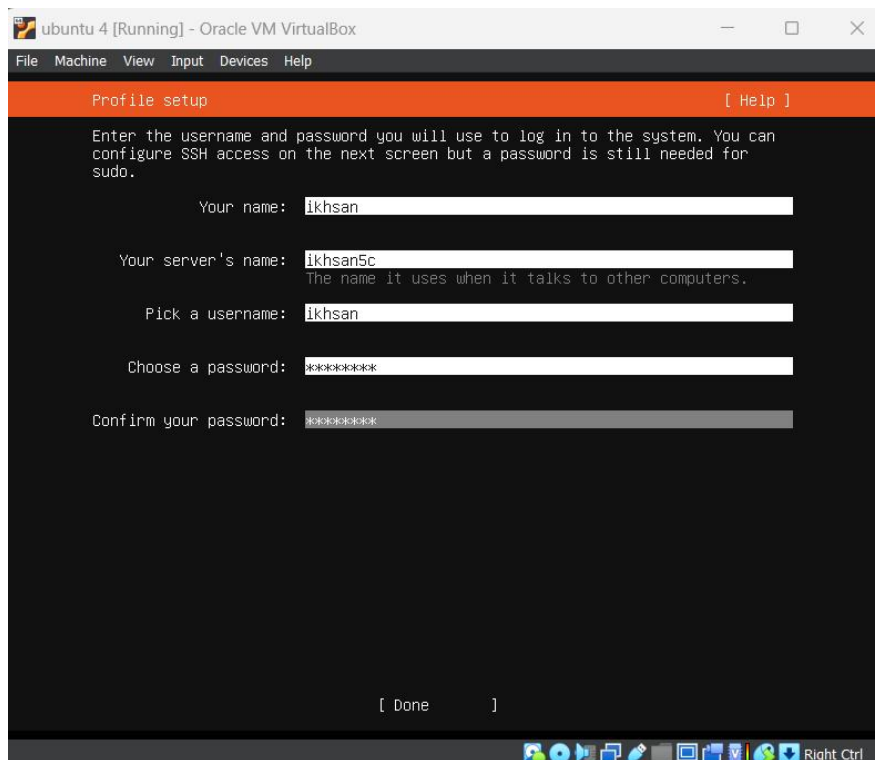 ubuntu 4 [Running] - Oracle VM VirtualBox
File Machine View Input Devices Help
Profile setup [ Help ]
Enter the username and password you will use to log in to the system. You can
configure SSH access on the next screen but a password is still needed for
sudo.
Your name: ikhsan
Your server's name: ikhsan5c
The name it uses when it talks to other computers.
Pick a username: ikhsan
Choose a password: ********
Confirm your password: ********
[ Done ]
Right Ctrl